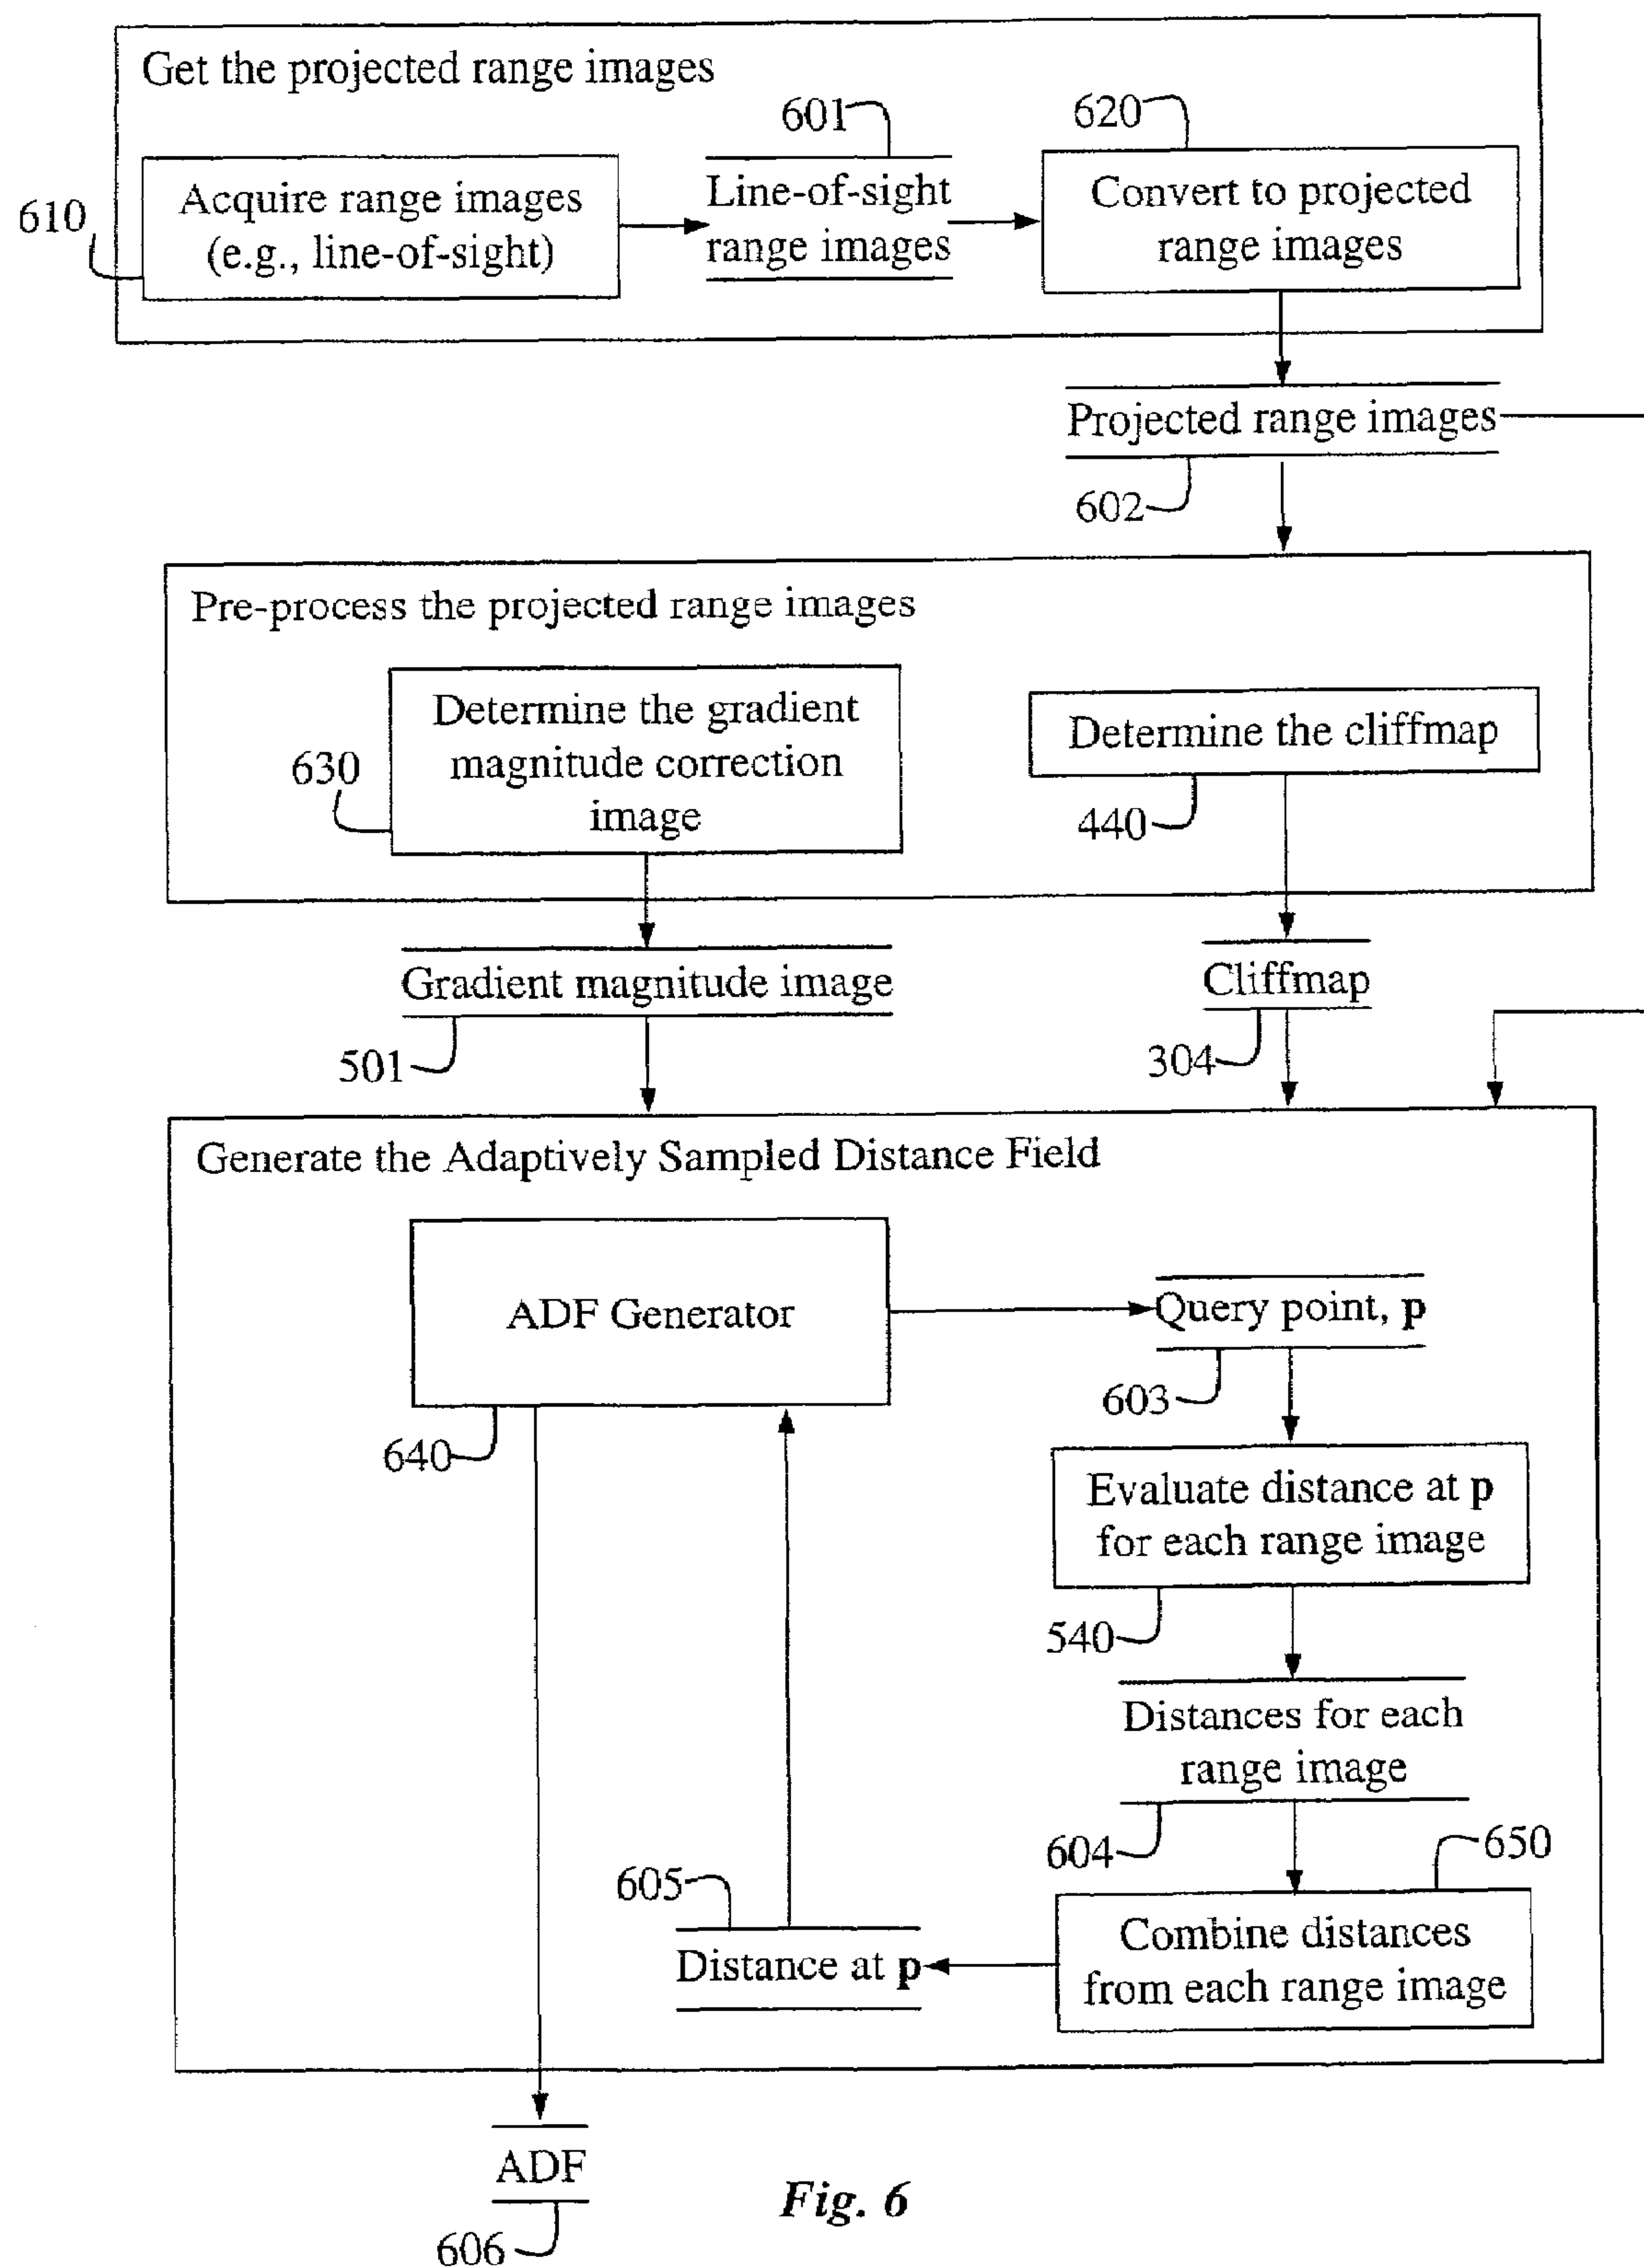 Get the projected range images
601
620
610
Acquire range images
(e.g., line-of-sight)
Line-of-sight
range images
Convert to projected
range images
Projected range images
602
Pre-process the projected range images
Determine the gradient
magnitude correction
image
630
Determine the cliffmap
440
Gradient magnitude image
501
Cliffmap
304
Generate the Adaptively Sampled Distance Field
ADF Generator
640
Query point, p
603
Evaluate distance at p
for each range image
540
Distances for each
range image
604
650
605
Distance at p
Combine distances
from each range image
ADF
606
Fig. 6